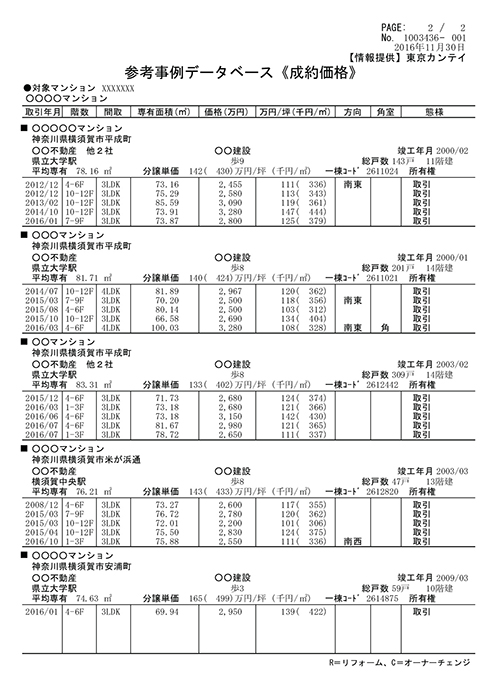 PAGE: 2 / 2
No. 1003436- 001
2016年11月30日
【情報提供】東京カンテイ
参考事例データベース《成約価格》
●対象マンション XXXXXXX
〇〇〇〇マンション
取引年月 階数 間取 専有面積(㎡) 価格(万円) 万円/坪(千円/㎡) 方向 角室 態様
■ 〇〇〇〇〇マンション
神奈川県横須賀市平成町
〇〇不動産 他2社 〇〇建設 竣工年月 2000/02
県立大学駅 歩9 総戸数 143戸 11階建
平均専有 78.16 ㎡ 分譲単価 142( 430)万円/坪(千円/㎡) 一棟ｺｰﾄﾞ 2611024 所有権
2012/12 4-6F 3LDK 73.16 2,455 111( 336) 南東 取引
2012/12 10-12F 3LDK 75.29 2,580 113( 343) 取引
2013/02 10-12F 3LDK 85.59 3,090 119( 361) 取引
2014/10 10-12F 3LDK 73.91 3,280 147( 444) 取引
2016/01 7-9F 3LDK 73.87 2,800 125( 379) 取引
■ 〇〇〇マンション
神奈川県横須賀市平成町
〇〇不動産 〇〇建設 竣工年月 2000/01
県立大学駅 歩8 総戸数 201戸 14階建
平均専有 81.71 ㎡ 分譲単価 140( 424)万円/坪(千円/㎡) 一棟ｺｰﾄﾞ 2611021 所有権
2014/07 10-12F 4LDK 81.89 2,967 120( 362) 取引
2015/03 7-9F 3LDK 70.20 2,500 118( 356) 南東 取引
2015/08 4-6F 4LDK 80.14 2,500 103( 312) 取引
2015/10 10-12F 3LDK 66.58 2,690 134( 404) 取引
2016/03 4-6F 4LDK 100.03 3,280 108( 328) 南東 角 取引
■ 〇〇マンション
神奈川県横須賀市平成町
〇〇不動産 他2社 〇〇建設 竣工年月 2003/02
県立大学駅 歩8 総戸数 309戸 14階建
平均専有 83.31 ㎡ 分譲単価 133( 402)万円/坪(千円/㎡) 一棟ｺｰﾄﾞ 2612442 所有権
2015/12 4-6F 3LDK 71.73 2,680 124( 374) 取引
2016/03 1-3F 3LDK 73.18 2,680 121( 366) 取引
2016/06 4-6F 3LDK 73.18 3,150 142( 430) 取引
2016/07 4-6F 3LDK 81.67 2,980 121( 365) 取引
2016/07 1-3F 3LDK 78.72 2,650 111( 337) 取引
■ 〇〇〇マンション
神奈川県横須賀市米が浜通
〇〇不動産 〇〇建設 竣工年月 2003/03
横須賀中央駅 歩8 総戸数 47戸 13階建
平均専有 76.21 ㎡ 分譲単価 143( 433)万円/坪(千円/㎡) 一棟ｺｰﾄﾞ 2612820 所有権
2008/12 4-6F 3LDK 73.27 2,600 117( 355) 取引
2015/03 7-9F 3LDK 76.72 2,780 120( 362) 取引
2015/03 10-12F 3LDK 72.01 2,200 101( 306) 取引
2015/04 10-12F 3LDK 75.50 2,830 124( 375) 取引
2016/10 1-3F 3LDK 75.88 2,550 111( 336) 南西 取引
■ 〇〇〇〇マンション
神奈川県横須賀市安浦町
〇〇不動産 〇〇建設 竣工年月 2009/03
県立大学駅 歩3 総戸数 59戸 10階建
平均専有 74.63 ㎡ 分譲単価 165( 499)万円/坪(千円/㎡) 一棟ｺｰﾄﾞ 2614875 所有権
2016/01 4-6F 3LDK 69.94 2,950 139( 422) 取引
R=リフォーム、C=オーナーチェンジ